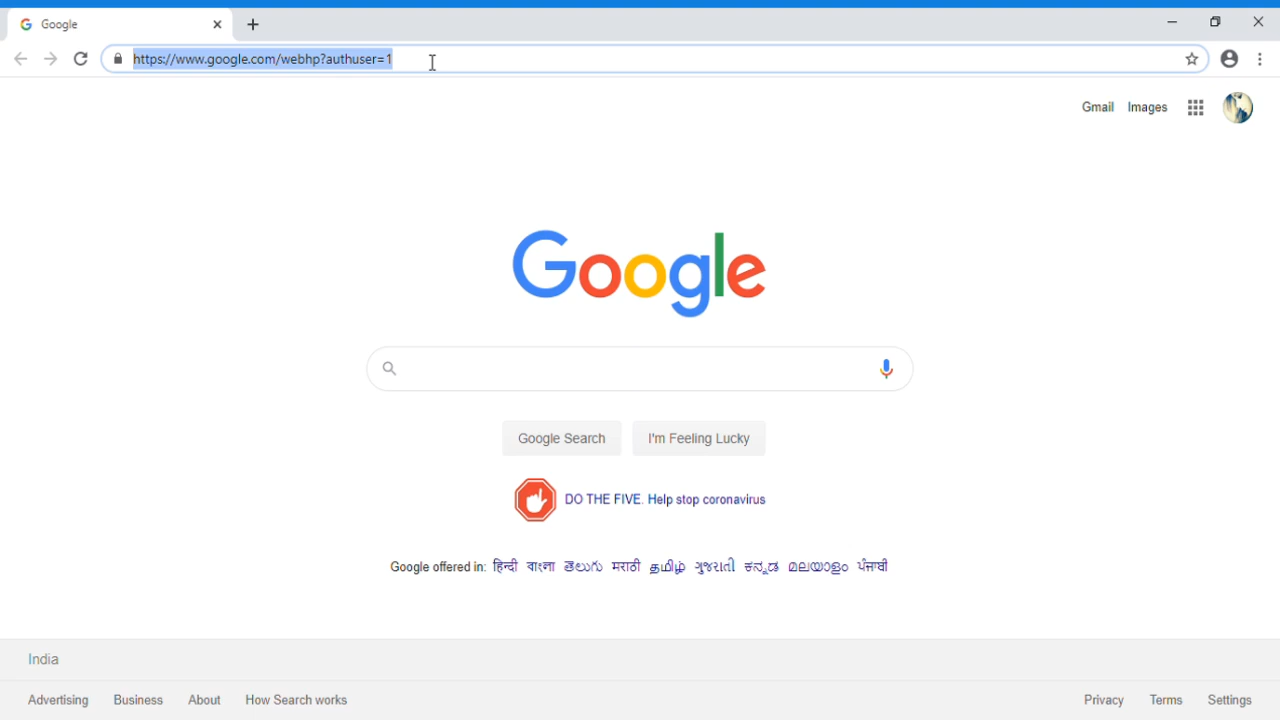 Google
https://www.google.com/webhp?authuser=1
Gmail Images
Google
Google Search I'm Feeling Lucky
DO THE FIVE. Help stop coronavirus
Google offered in: हिन्दी বাংলা తెలుగు मराठी தமிழ் ગુજરાતી ಕನ್ನಡ മലയാളം ਪੰਜਾਬੀ
India
Advertising Business About How Search works Privacy Terms Settings